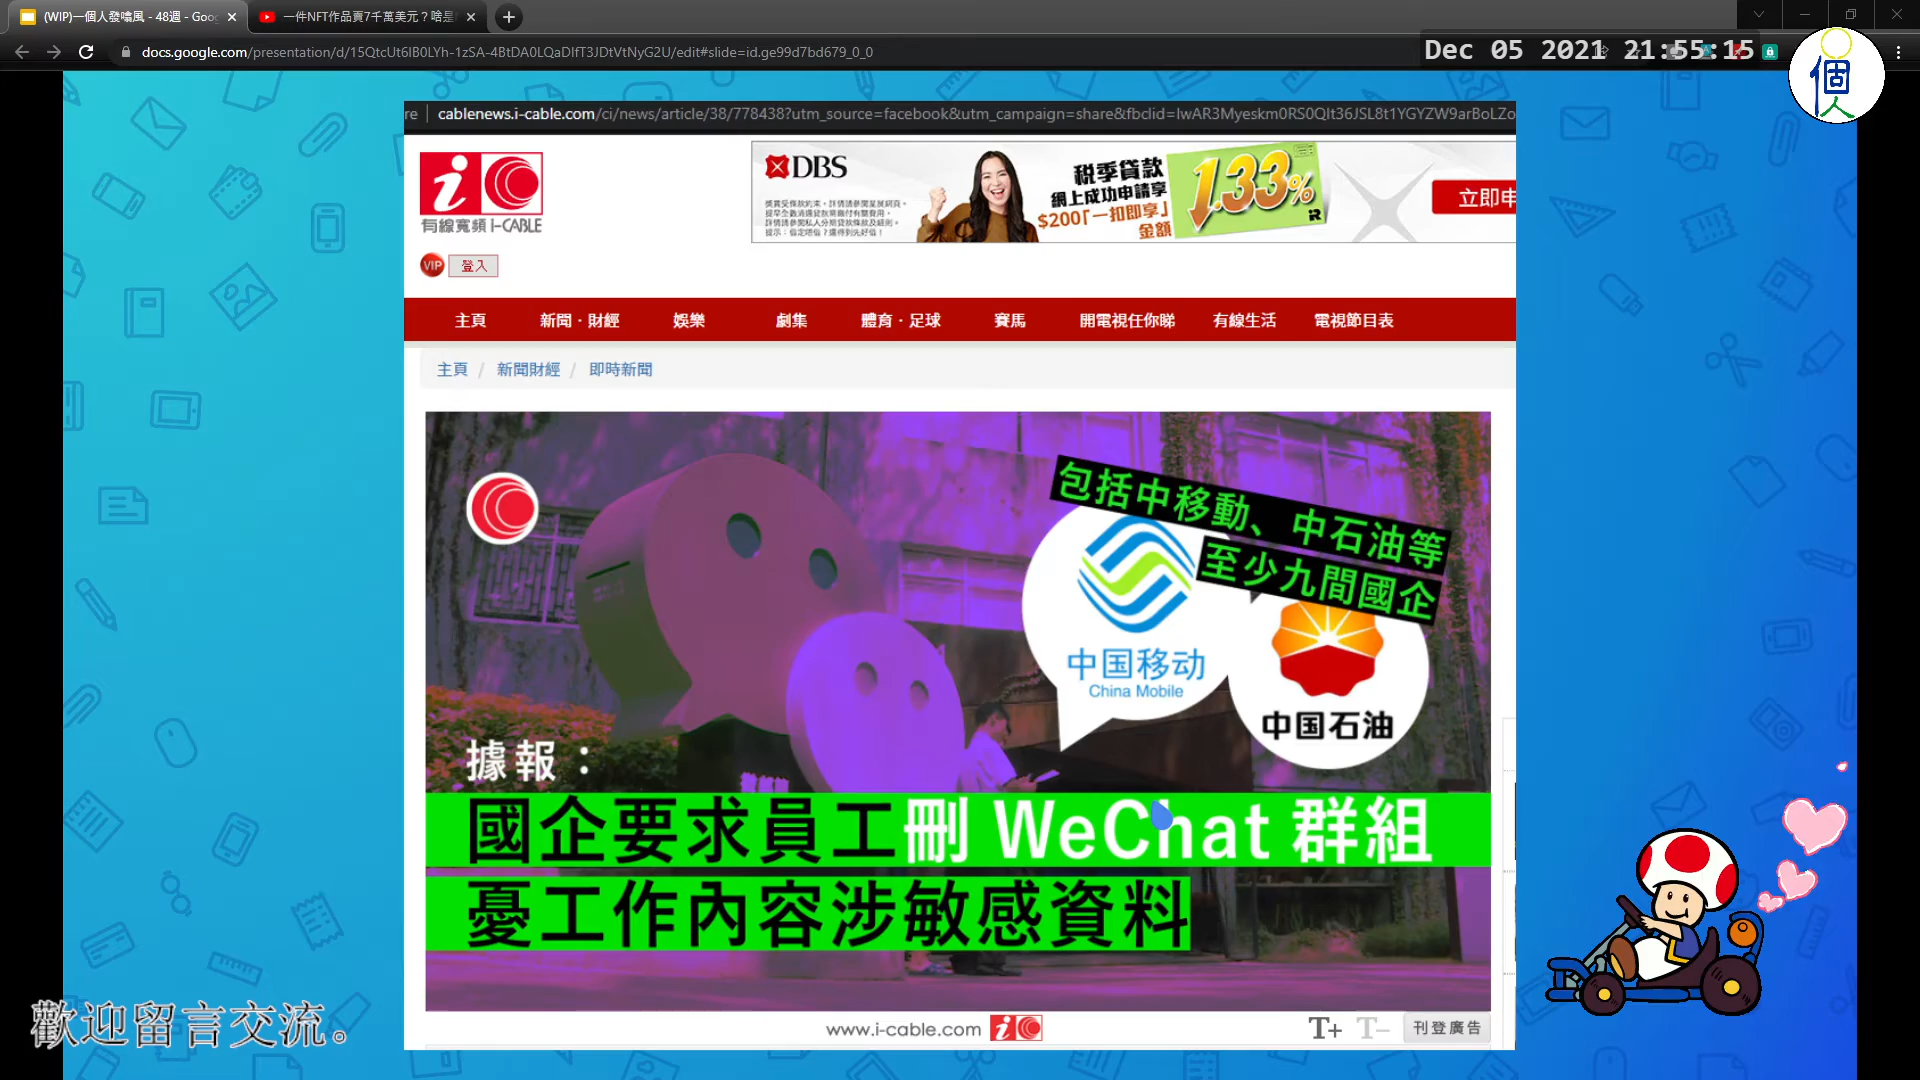 (WIP)一個人發噏風 - 48週 - Goo
一件NFT作品賣7千萬美元？啥是
docs.google.com/presentation/d/15QtcUt6IB0LYh-1zSA-4BtDA0LQaDIfT3JDtVtNyG2U/edit#slide=id.ge99d7bd679_0_0
Dec 05 2021 21:55:15
個人
re
cablenews.i-cable.com/ci/news/article/38/778438?utm_source=facebook&utm_campaign=share&fbclid=IwAR3Myeskm0RS0QIt36JSL8t1YGYZW9arBoLZo
有線寬頻 i-CABLE
DBS
稅季貸款
網上成功申請享
$200「一扣即享」
金額
1.33%
立即申
VIP 登入
主頁 新聞．財經 娛樂 劇集 體育．足球 賽馬 開電視任你睇 有線生活 電視節目表
主頁 / 新聞財經 / 即時新聞
包括中移動、中石油等
至少九間國企
中国移动
China Mobile
中国石油
據報：
國企要求員工刪 WeChat 群組
憂工作內容涉敏感資料
www.i-cable.com
T+ T− 刊登廣告
歡迎留言交流。